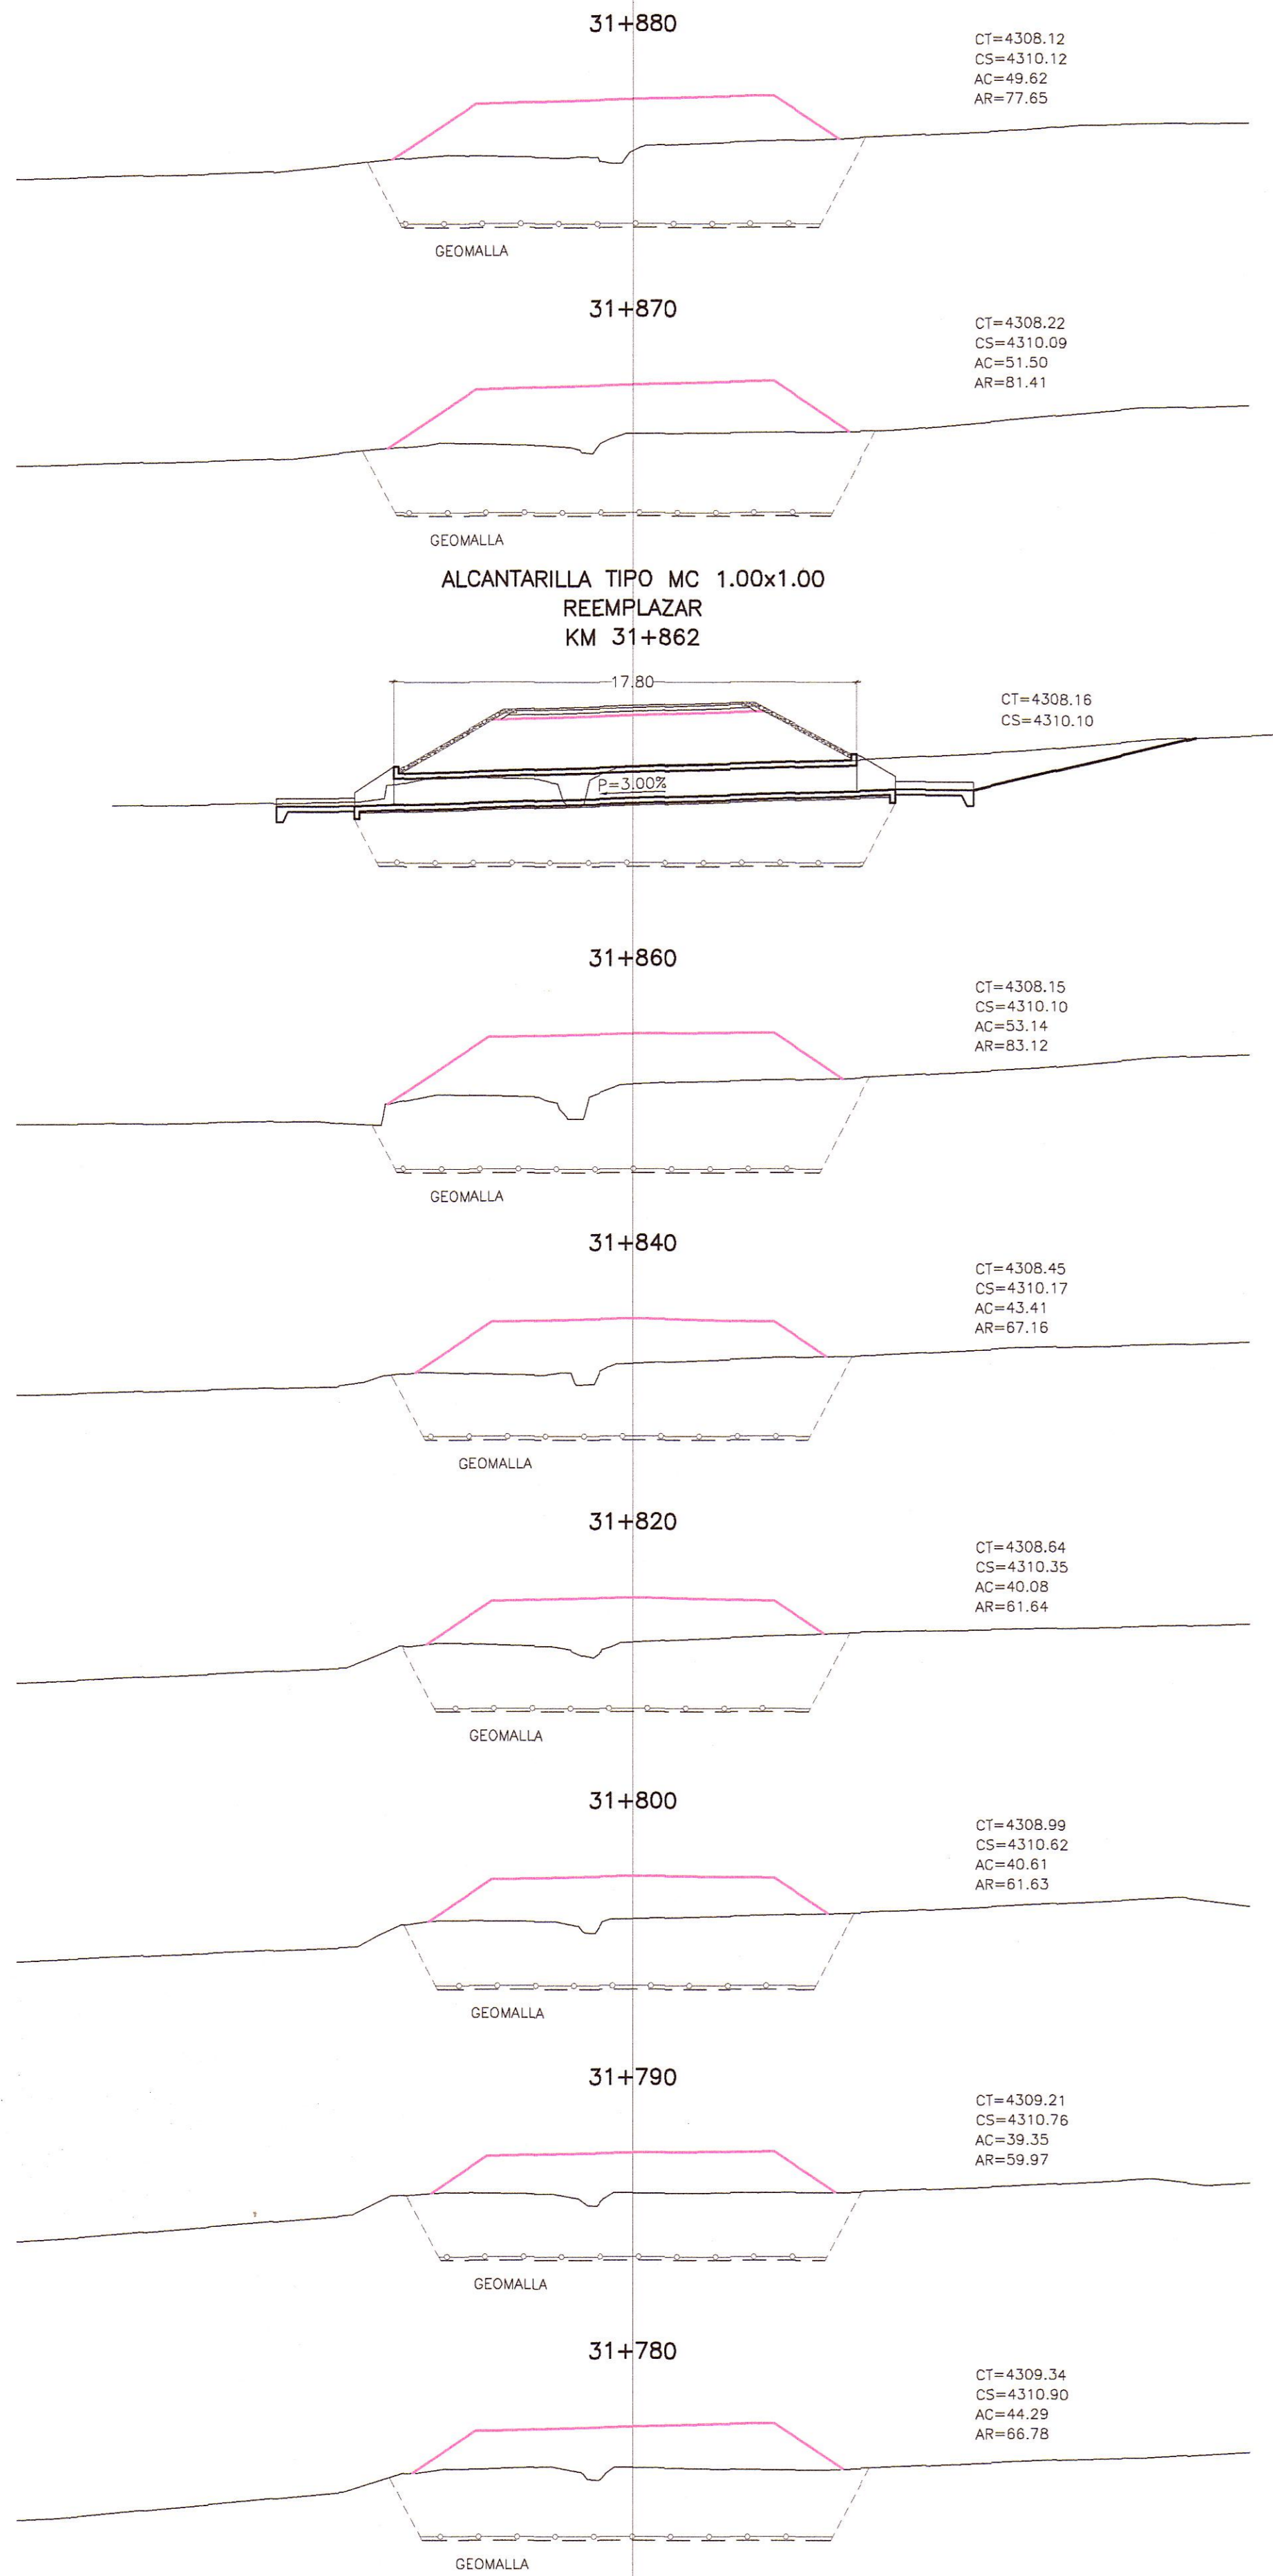 31+880
CT=4308.12
CS=4310.12
AC=49.62
AR=77.65
GEOMALLA
31+870
CT=4308.22
CS=4310.09
AC=51.50
AR=81.41
GEOMALLA
ALCANTARILLA TIPO MC 1.00x1.00
REEMPLAZAR
KM 31+862
17.80
CT=4308.16
CS=4310.10
P=3.00%
31+860
CT=4308.15
CS=4310.10
AC=53.14
AR=83.12
GEOMALLA
31+840
CT=4308.45
CS=4310.17
AC=43.41
AR=67.16
GEOMALLA
31+820
CT=4308.64
CS=4310.35
AC=40.08
AR=61.64
GEOMALLA
31+800
CT=4308.99
CS=4310.62
AC=40.61
AR=61.63
GEOMALLA
31+790
CT=4309.21
CS=4310.76
AC=39.35
AR=59.97
GEOMALLA
31+780
CT=4309.34
CS=4310.90
AC=44.29
AR=66.78
GEOMALLA